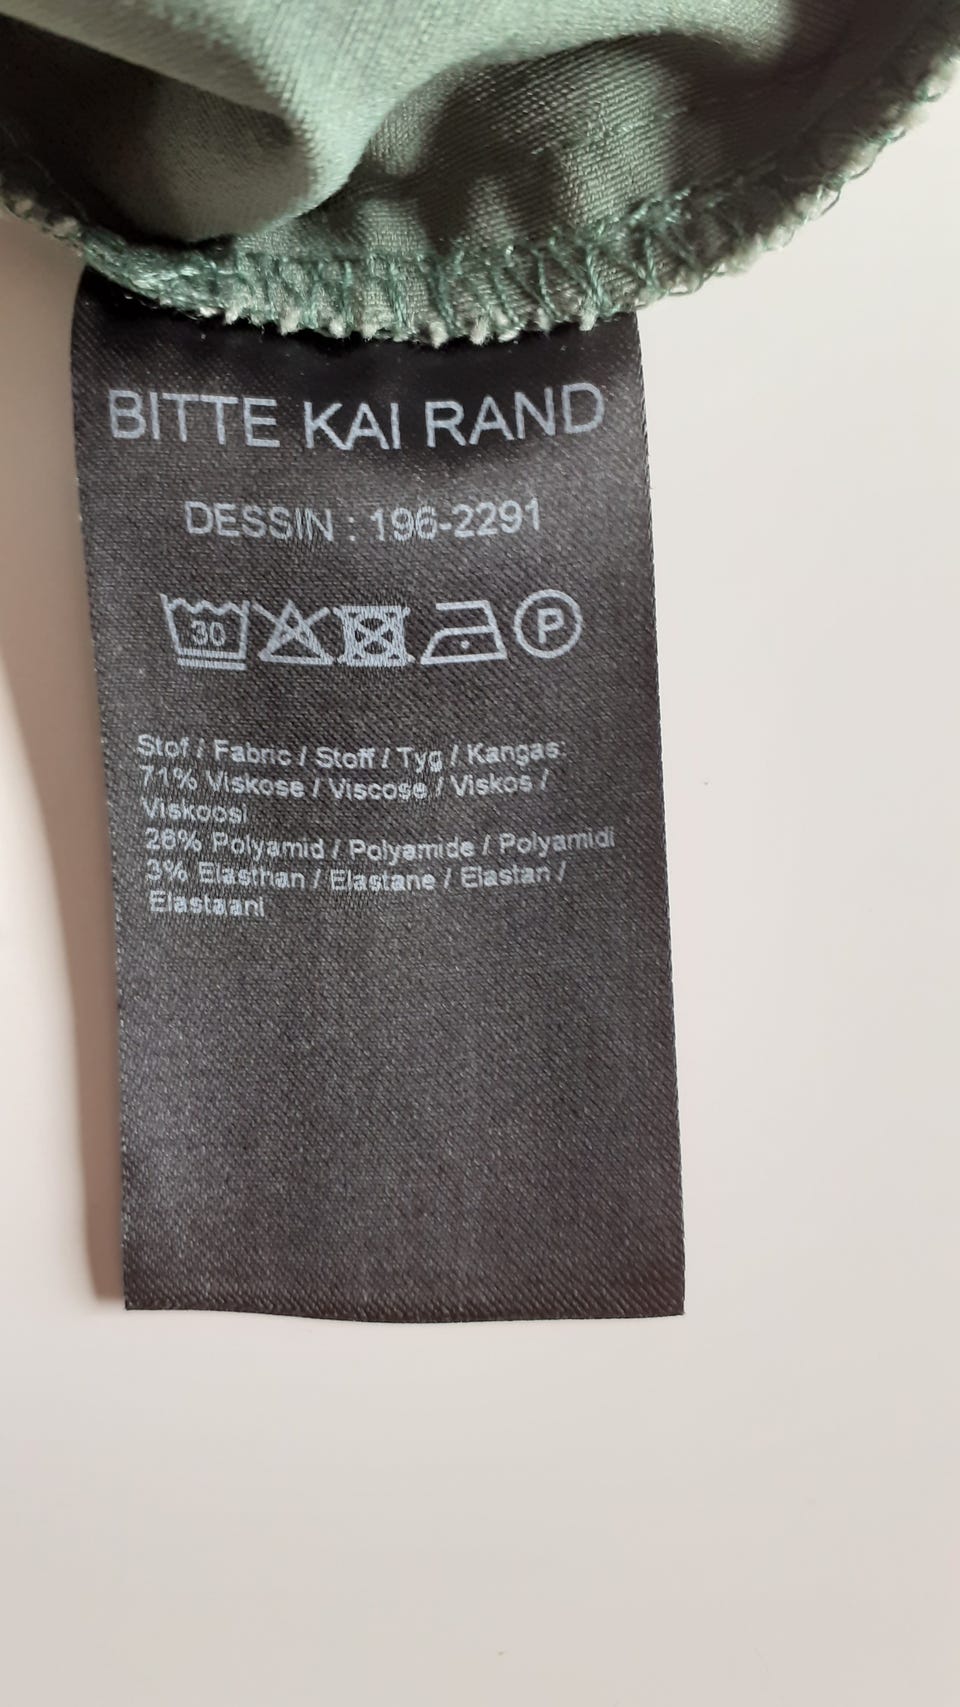 BITTE KAI RAND
DESSIN : 196-2291
30 P
Stof / Fabric / Stoff / Tyg / Kangas:
71% Viskose / Viscose / Viskos /
Viskoosi
26% Polyamid / Polyamide / Polyamidi
3% Elasthan / Elastane / Elastan /
Elastaani